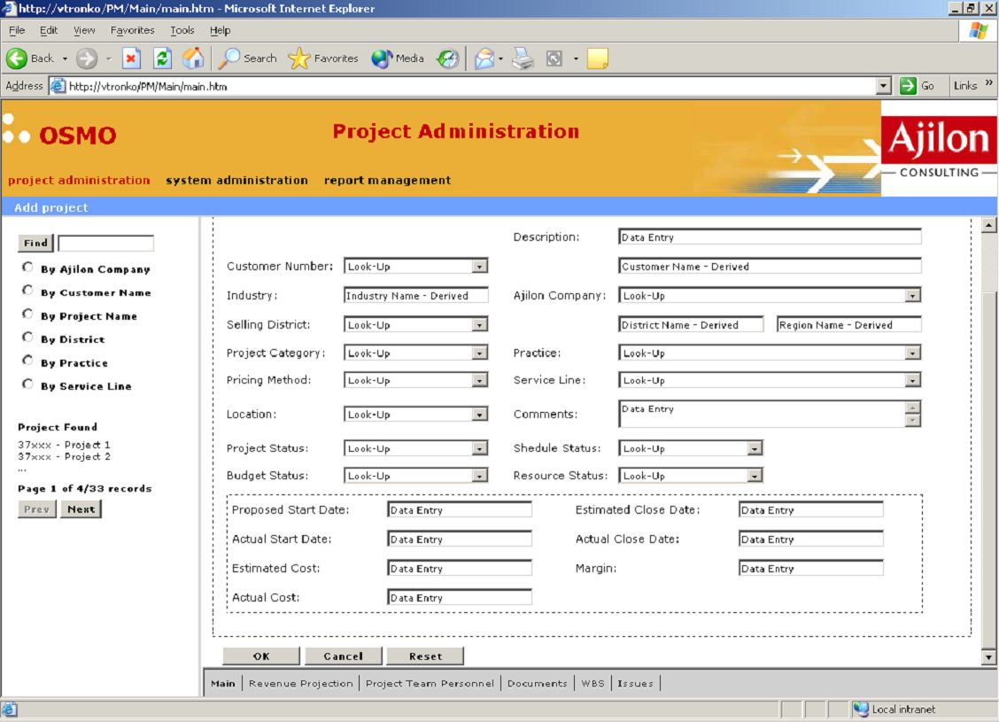 http://vtronko/PM/Main/main.htm - Microsoft Internet Explorer
File Edit View Favorites Tools Help
Back Search Favorites Media
Address http://vtronko/PM/Main/main.htm Go Links »
OSMO Project Administration Ajilon
CONSULTING
project administration system administration report management
Add project
Find
By Ajilon Company
By Customer Name
By Project Name
By District
By Practice
By Service Line
Project Found
37xxx - Project 1
37xxx - Project 2
...
Page 1 of 4/33 records
Prev Next
Description: Data Entry
Customer Number: Look-Up Customer Name - Derived
Industry: Industry Name - Derived Ajilon Company: Look-Up
Selling District: Look-Up District Name - Derived Region Name - Derived
Project Category: Look-Up Practice: Look-Up
Pricing Method: Look-Up Service Line: Look-Up
Location: Look-Up Comments: Data Entry
Project Status: Look-Up Shedule Status: Look-Up
Budget Status: Look-Up Resource Status: Look-Up
Proposed Start Date: Data Entry Estimated Close Date: Data Entry
Actual Start Date: Data Entry Actual Close Date: Data Entry
Estimated Cost: Data Entry Margin: Data Entry
Actual Cost: Data Entry
OK Cancel Reset
Main Revenue Projection Project Team Personnel Documents WBS Issues
Local intranet